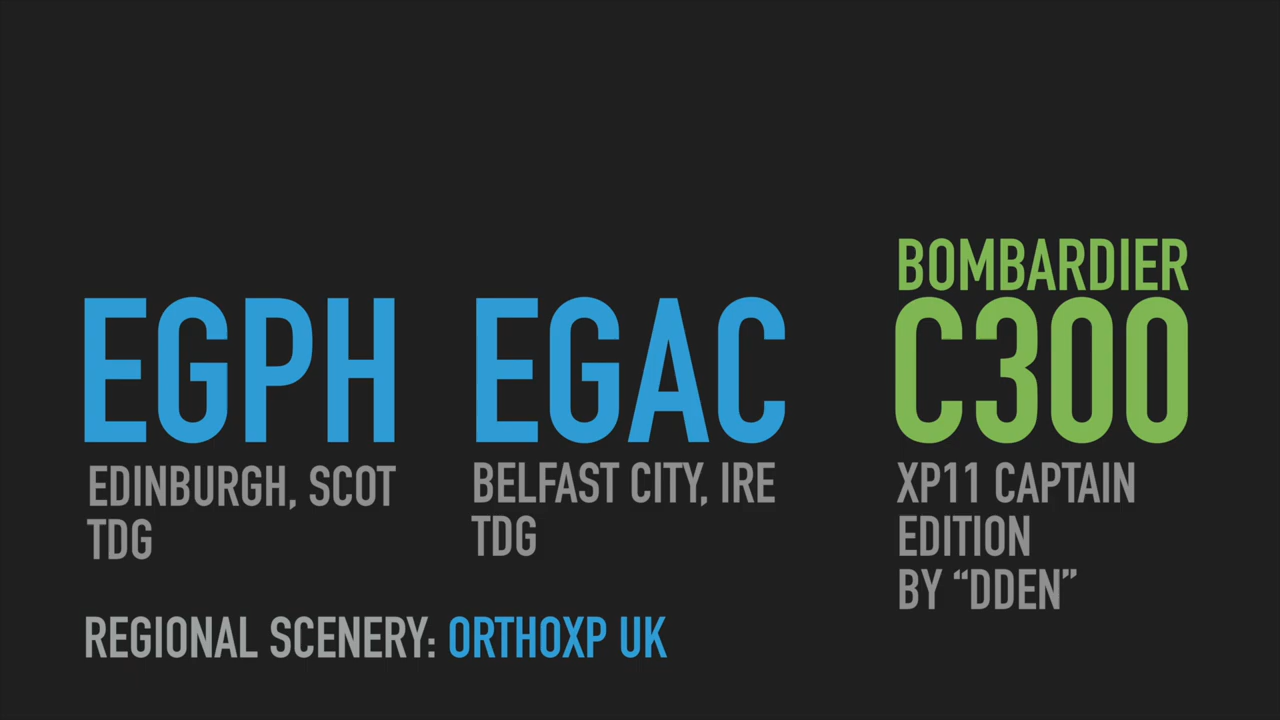 EGPH
EDINBURGH, SCOT
TDG
EGAC
BELFAST CITY, IRE
TDG
BOMBARDIER
C300
XP11 CAPTAIN
EDITION
BY “DDEN”
REGIONAL SCENERY: ORTHOXP UK